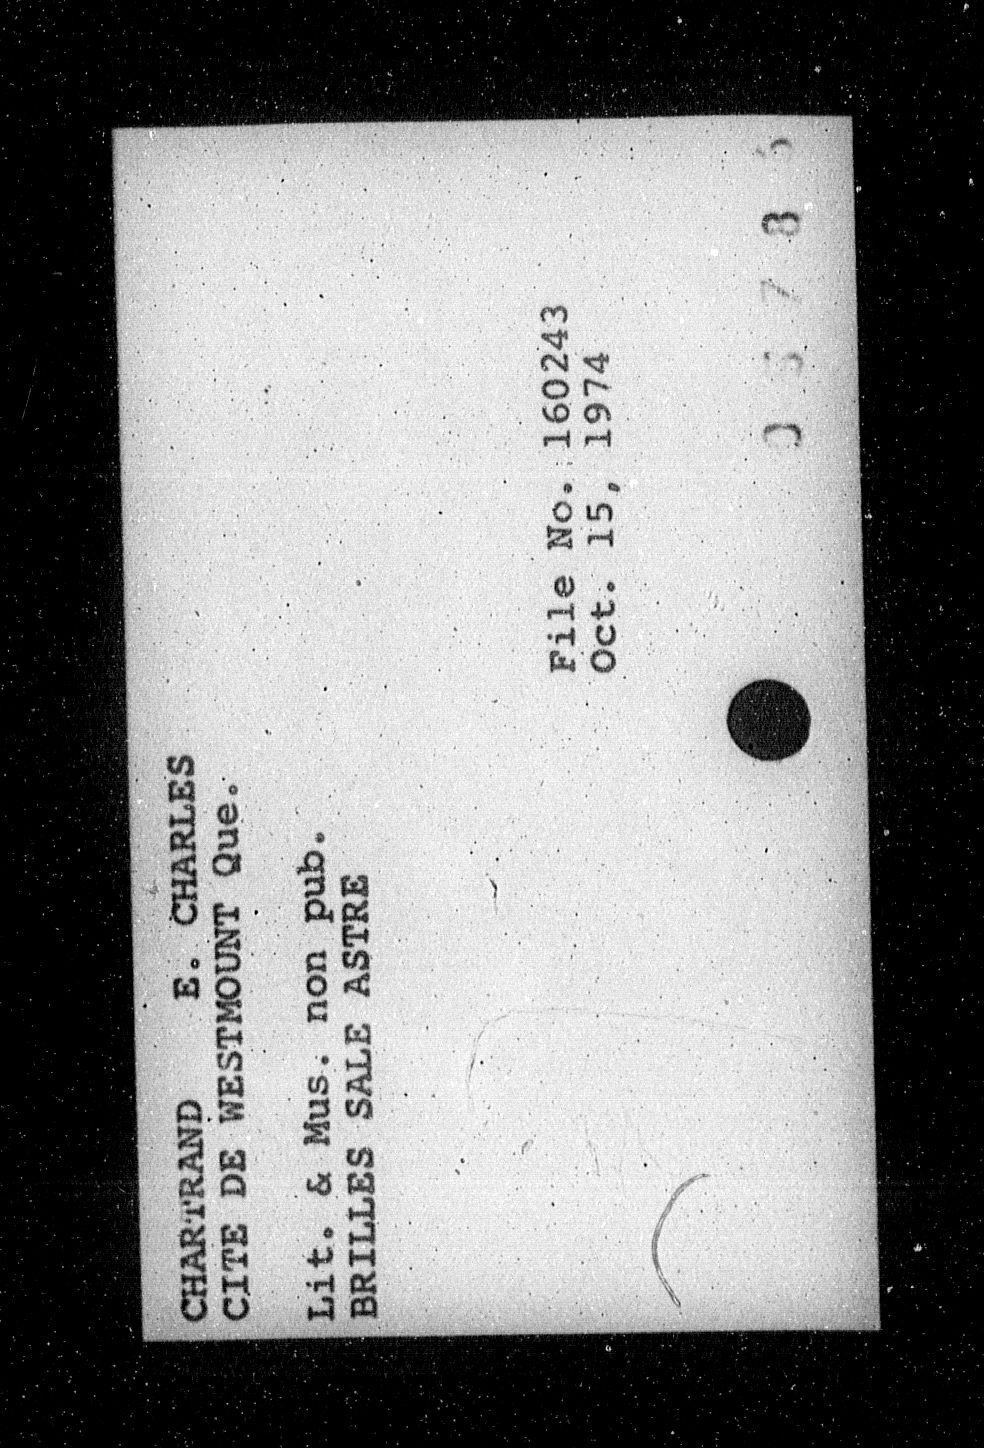 CHARTRAND E. CHARLES
CITE DE WESTMOUNT Que.
Lit. & Mus. non pub.
BRILLES SALE ASTRE
File No. 160243
Oct. 15, 1974